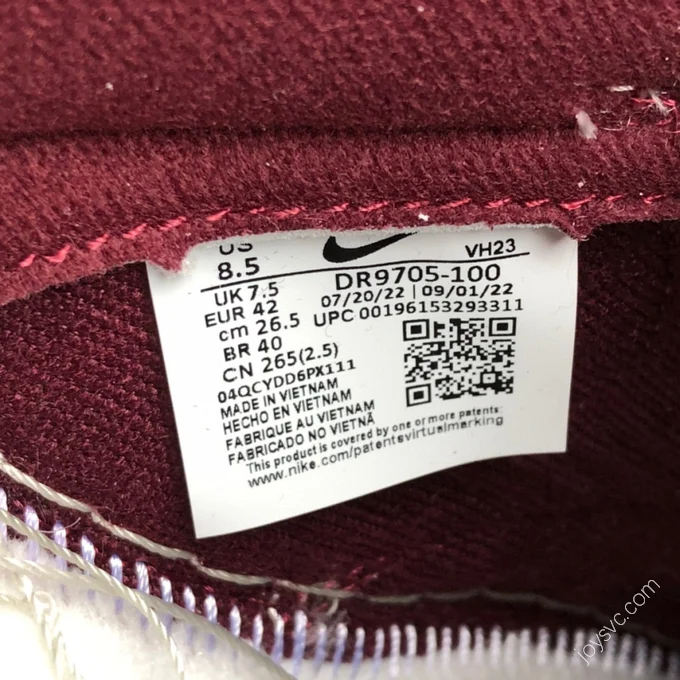 US
8.5
VH23
UK 7.5
DR9705-100
EUR 42
07/20/22 | 09/01/22
cm 26.5
UPC 00196153293311
BR 40
CN 265(2.5)
04QCYDD6PX111
MADE IN VIETNAM
HECHO EN VIETNAM
FABRIQUE AU VIETNAM
FABRICADO NO VIETNÃ
This product is covered by one or more patents:
www.nike.com/patentsvirtualmarking
joysvc.com